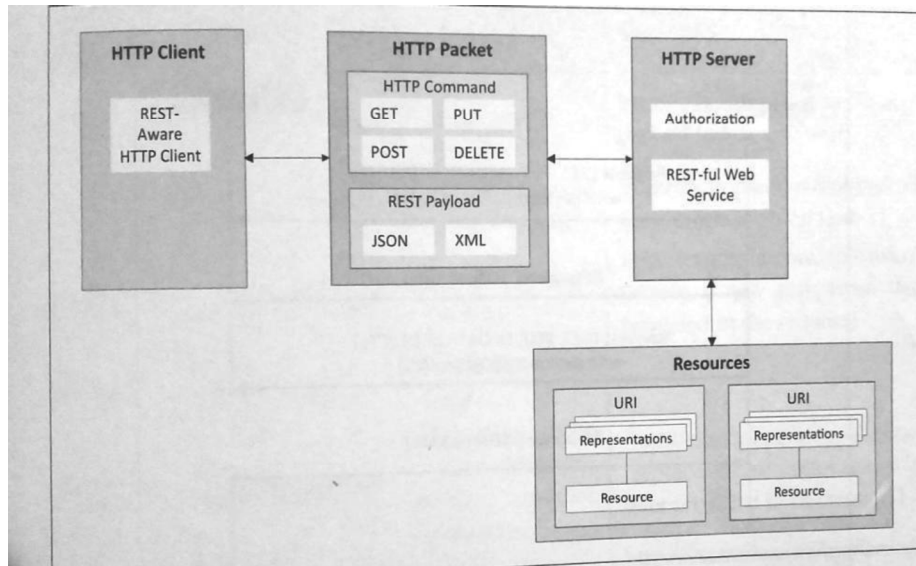 HTTP Client
REST-
Aware
HTTP Client
HTTP Packet
HTTP Command
GET
PUT
POST
DELETE
REST Payload
JSON
XML
HTTP Server
Authorization
REST-ful Web
Service
Resources
URI
Representations
Resource
URI
Representations
Resource